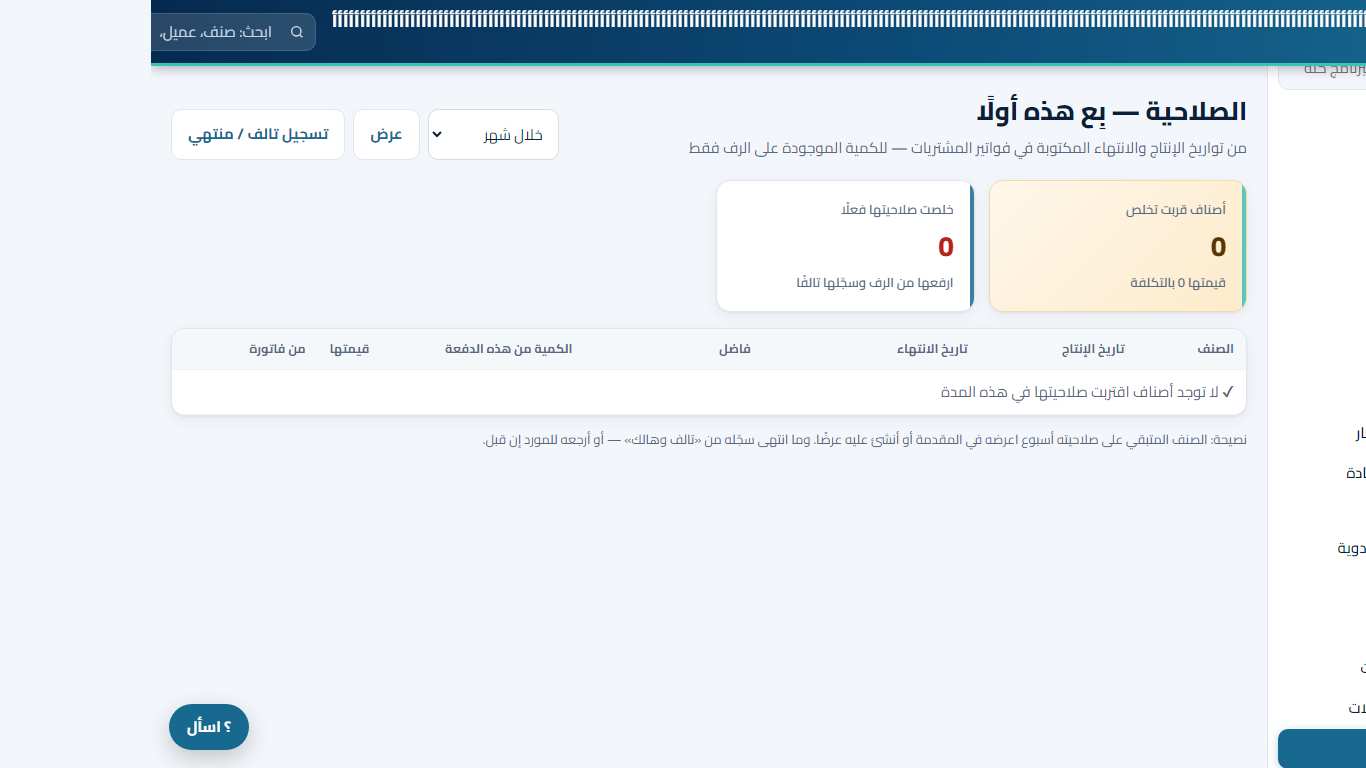 ابحث: صنف، عميل،
برنامج كله
الصلاحية — بِع هذه أولًا
من تواريخ الإنتاج والانتهاء المكتوبة في فواتير المشتريات — للكمية الموجودة على الرف فقط
خلال شهر
عرض
تسجيل تالف / منتهي
أصناف قربت تخلص
0
قيمتها 0 بالتكلفة
خلصت صلاحيتها فعلًا
0
ارفعها من الرف وسجّلها تالفًا
الصنف تاريخ الإنتاج تاريخ الانتهاء فاضل الكمية من هذه الدفعة قيمتها من فاتورة
✓ لا توجد أصناف اقتربت صلاحيتها في هذه المدة
نصيحة: الصنف المتبقي على صلاحيته أسبوع اعرضه في المقدمة أو أنشئ عليه عرضًا. وما انتهى سجّله من «تالف وهالك» — أو أرجعه للمورد إن قبل.
؟ اسأل